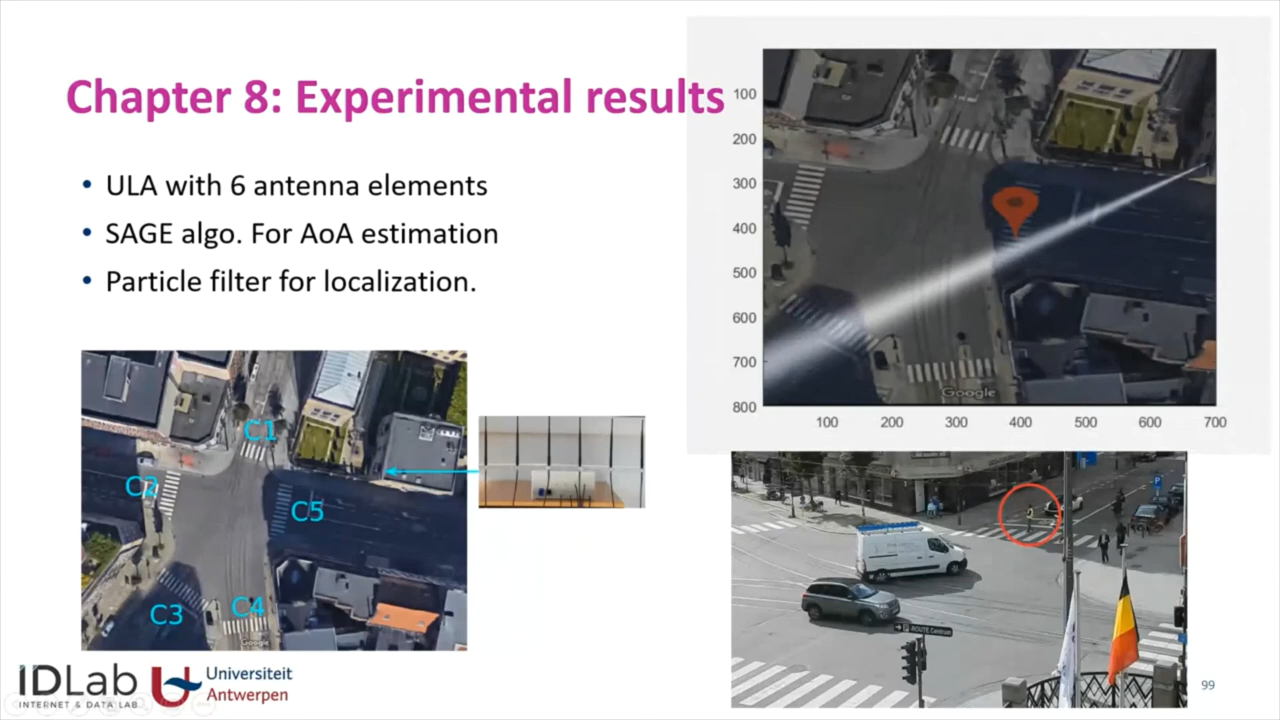 Chapter 8: Experimental results
• ULA with 6 antenna elements
• SAGE algo. For AoA estimation
• Particle filter for localization.
100
200
300
400
500
600
700
800
100
200
300
400
500
600
700
Google
C1
C2
C5
C3
C4
Google
P
ROUTE Centrum
IDLab
INTERNET & DATA LAB
Universiteit
Antwerpen
99